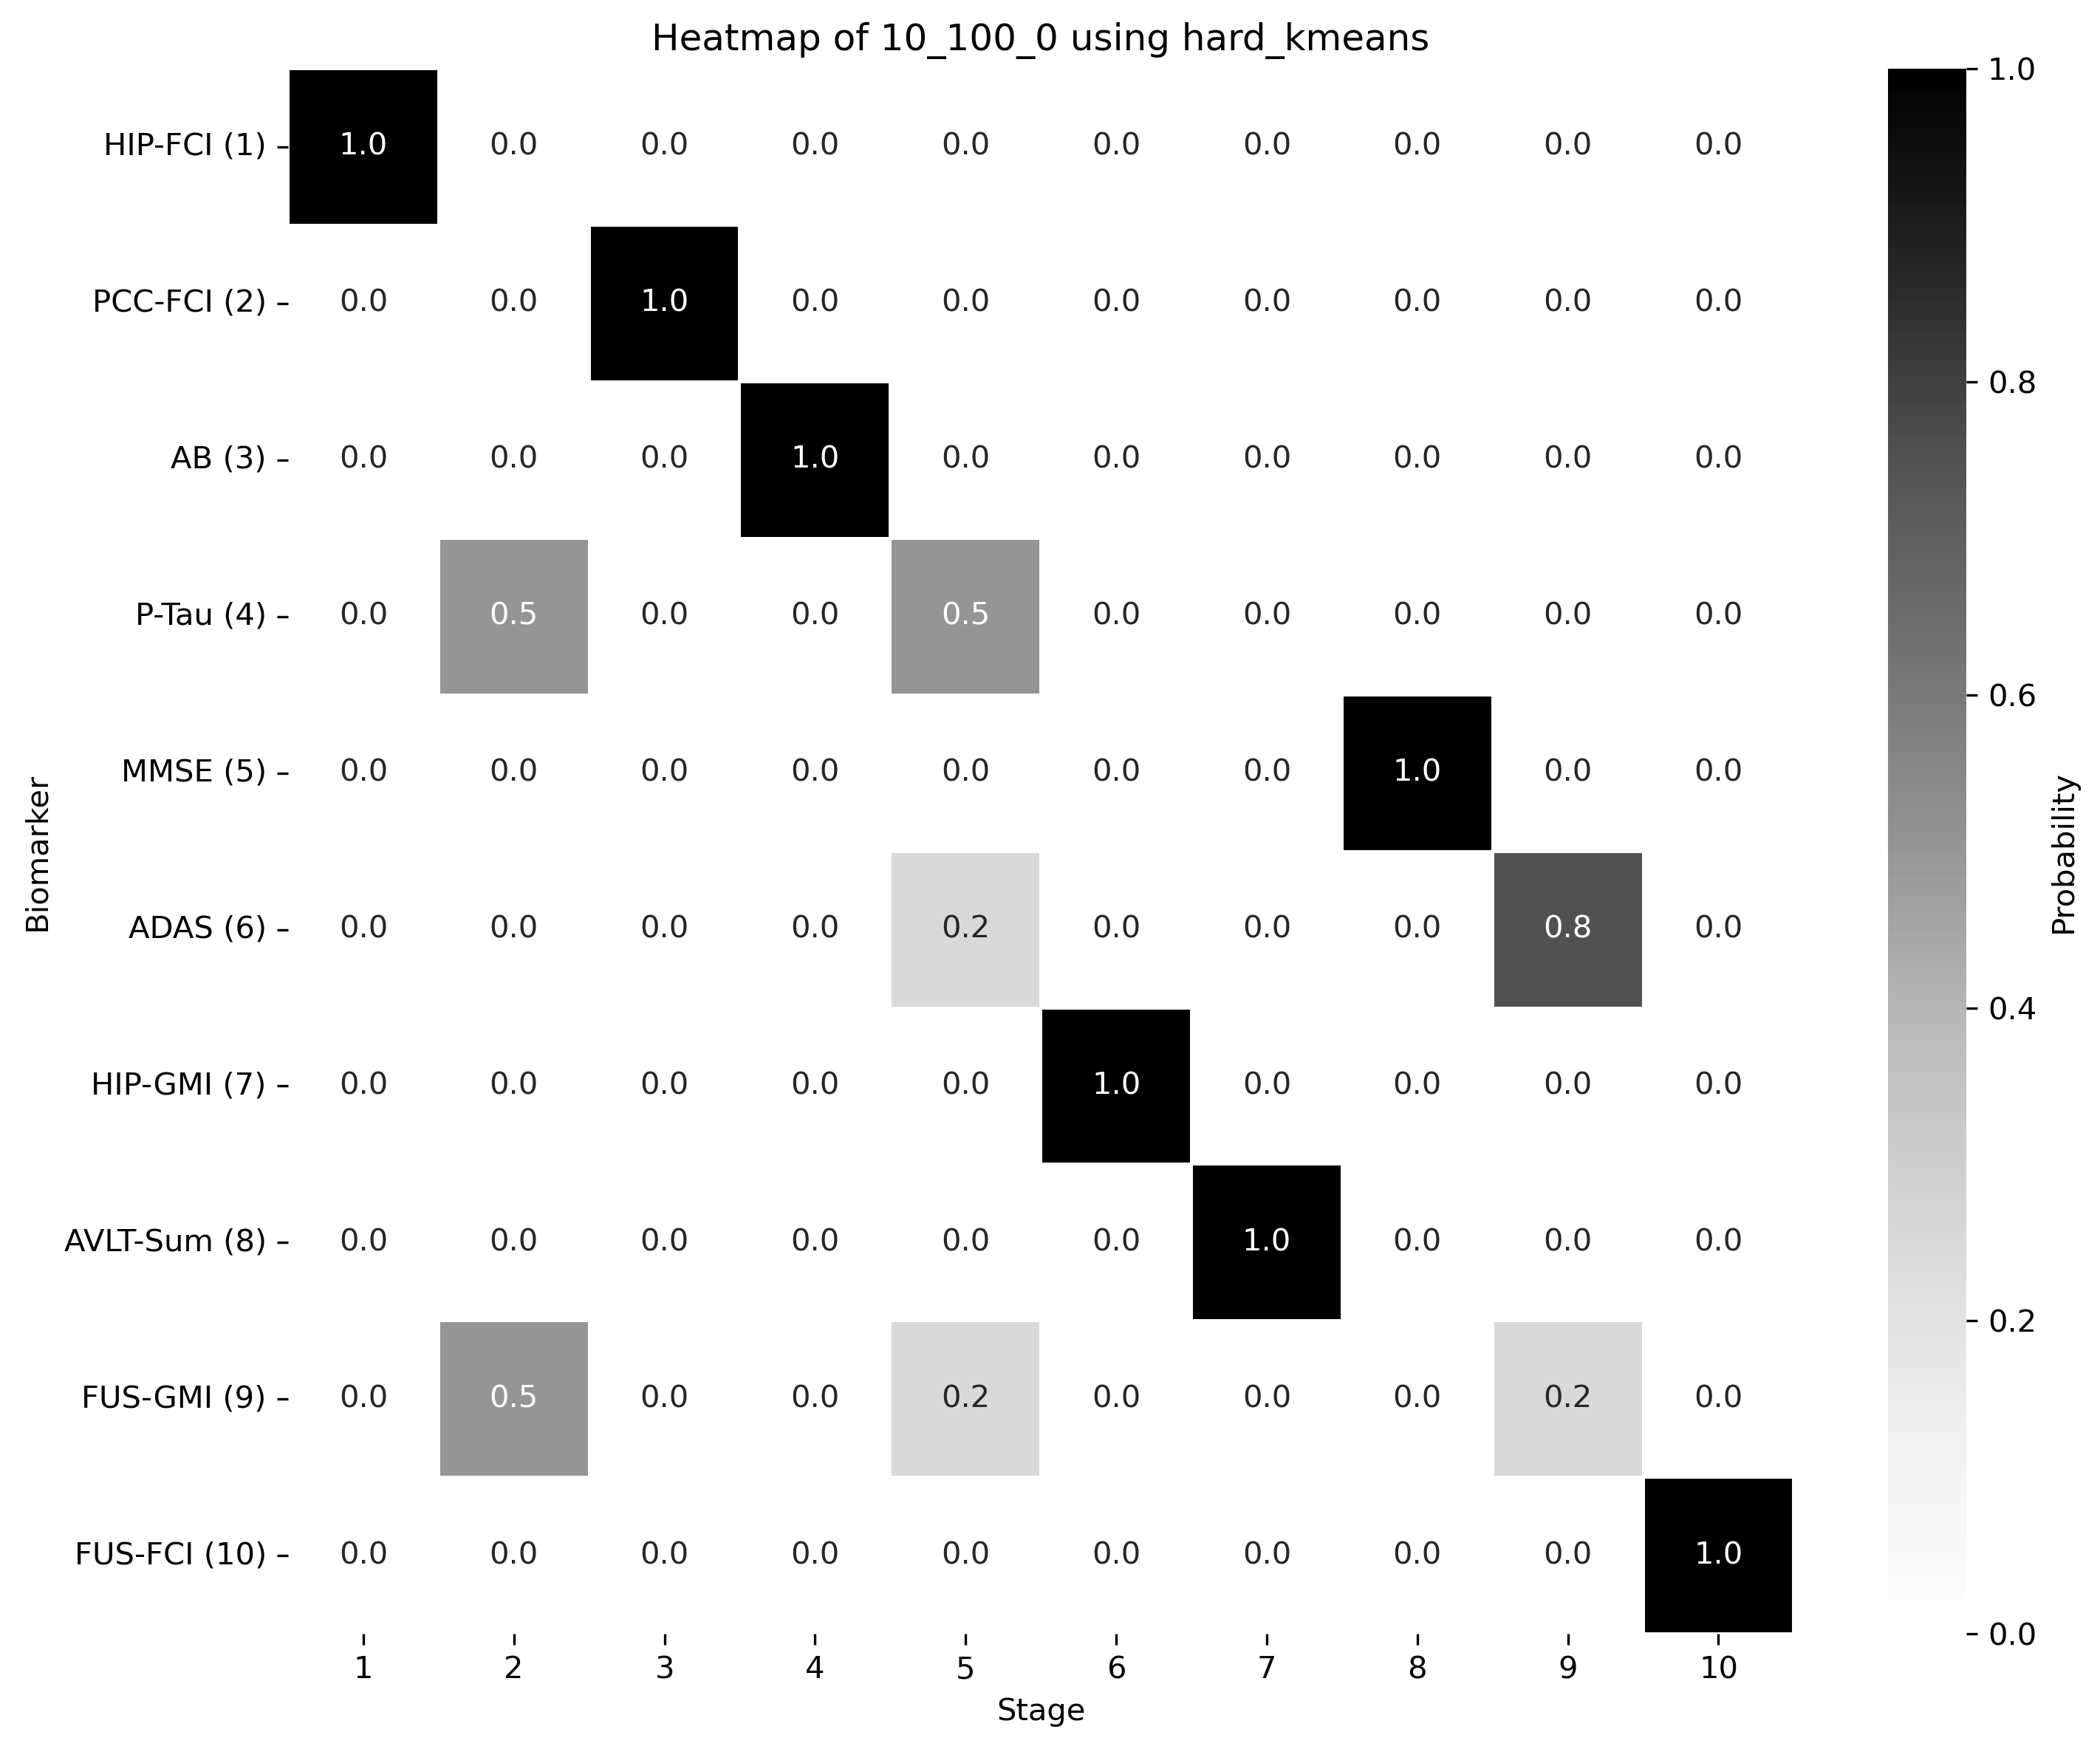 Heatmap of 10_100_0 using hard_kmeans
HIP-FCI (1) 1.0 0.0 0.0 0.0 0.0 0.0 0.0 0.0 0.0 0.0
PCC-FCI (2) 0.0 0.0 1.0 0.0 0.0 0.0 0.0 0.0 0.0 0.0
AB (3) 0.0 0.0 0.0 1.0 0.0 0.0 0.0 0.0 0.0 0.0
P-Tau (4) 0.0 0.5 0.0 0.0 0.5 0.0 0.0 0.0 0.0 0.0
MMSE (5) 0.0 0.0 0.0 0.0 0.0 0.0 0.0 1.0 0.0 0.0
ADAS (6) 0.0 0.0 0.0 0.0 0.2 0.0 0.0 0.0 0.8 0.0
HIP-GMI (7) 0.0 0.0 0.0 0.0 0.0 1.0 0.0 0.0 0.0 0.0
AVLT-Sum (8) 0.0 0.0 0.0 0.0 0.0 0.0 1.0 0.0 0.0 0.0
FUS-GMI (9) 0.0 0.5 0.0 0.0 0.2 0.0 0.0 0.0 0.2 0.0
FUS-FCI (10) 0.0 0.0 0.0 0.0 0.0 0.0 0.0 0.0 0.0 1.0
1 2 3 4 5 6 7 8 9 10
Stage
Biomarker
1.0
0.8
0.6
0.4
0.2
0.0
Probability